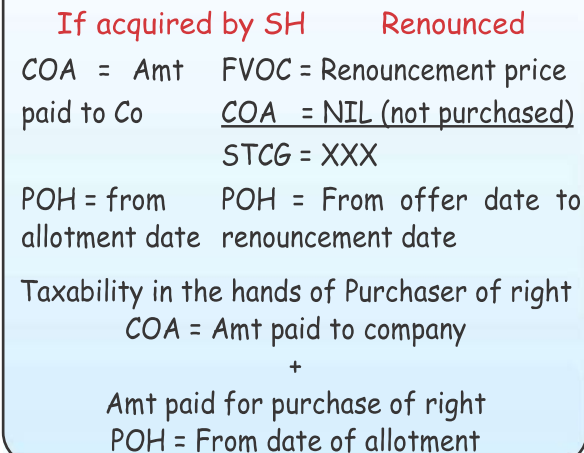 If acquired by SH Renounced
COA = Amt FVOC = Renouncement price
paid to Co COA = NIL (not purchased)
STCG = XXX
POH = from POH = From offer date to
allotment date renouncement date
Taxability in the hands of Purchaser of right
COA = Amt paid to company
+
Amt paid for purchase of right
POH = From date of allotment